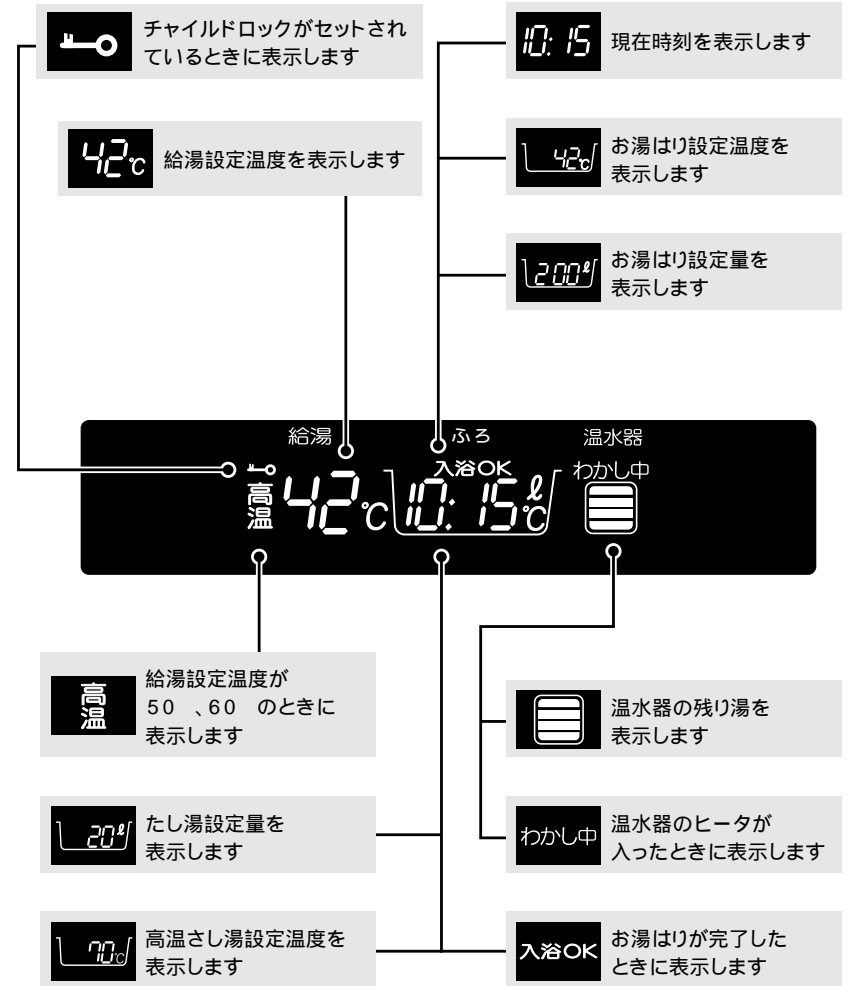 チャイルドロックがセットされ
ているときに表示します
42℃
給湯設定温度を表示します
10:15
現在時刻を表示します
42℃
お湯はり設定温度を
表示します
200ℓ
お湯はり設定量を
表示します
給湯
ふろ
温水器
入浴OK
わかし中
高温
42℃
10:15
ℓ
℃
高温
給湯設定温度が
50 、60 のときに
表示します
温水器の残り湯を
表示します
20ℓ
たし湯設定量を
表示します
わかし中
温水器のヒータが
入ったときに表示します
70℃
高温さし湯設定温度を
表示します
入浴OK
お湯はりが完了した
ときに表示します